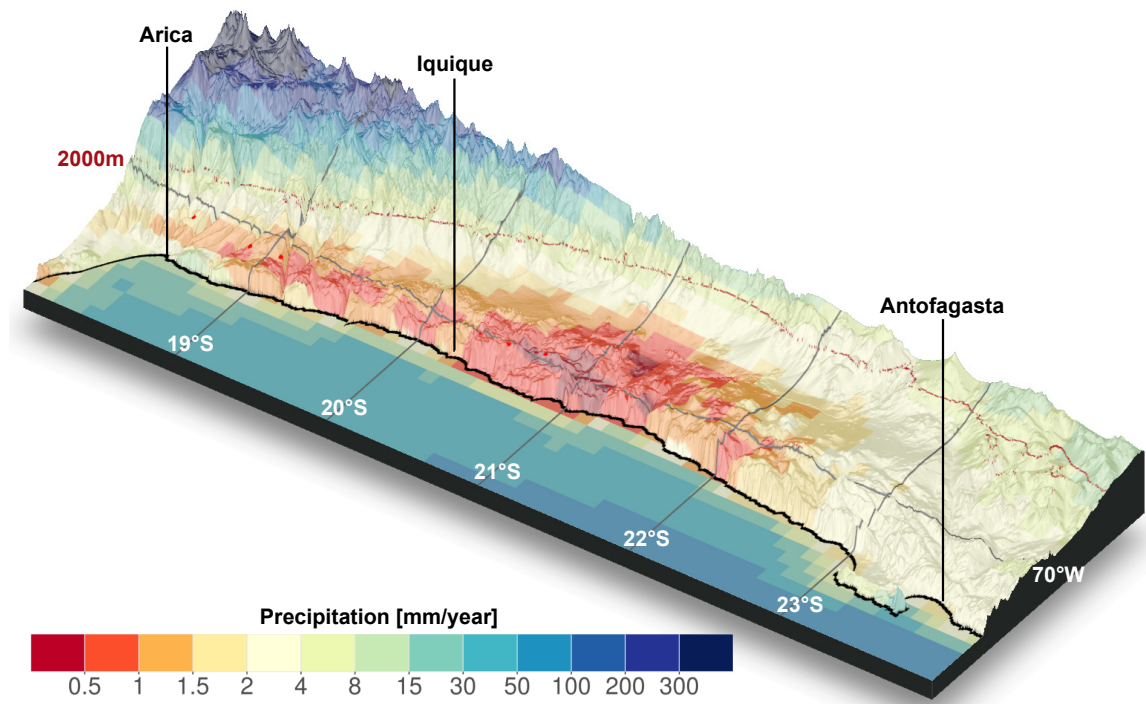 Arica
Iquique
2000m
Antofagasta
19°S
20°S
21°S
22°S
70°W
23°S
Precipitation [mm/year]
0.5 1 1.5 2 4 8 15 30 50 100 200 300